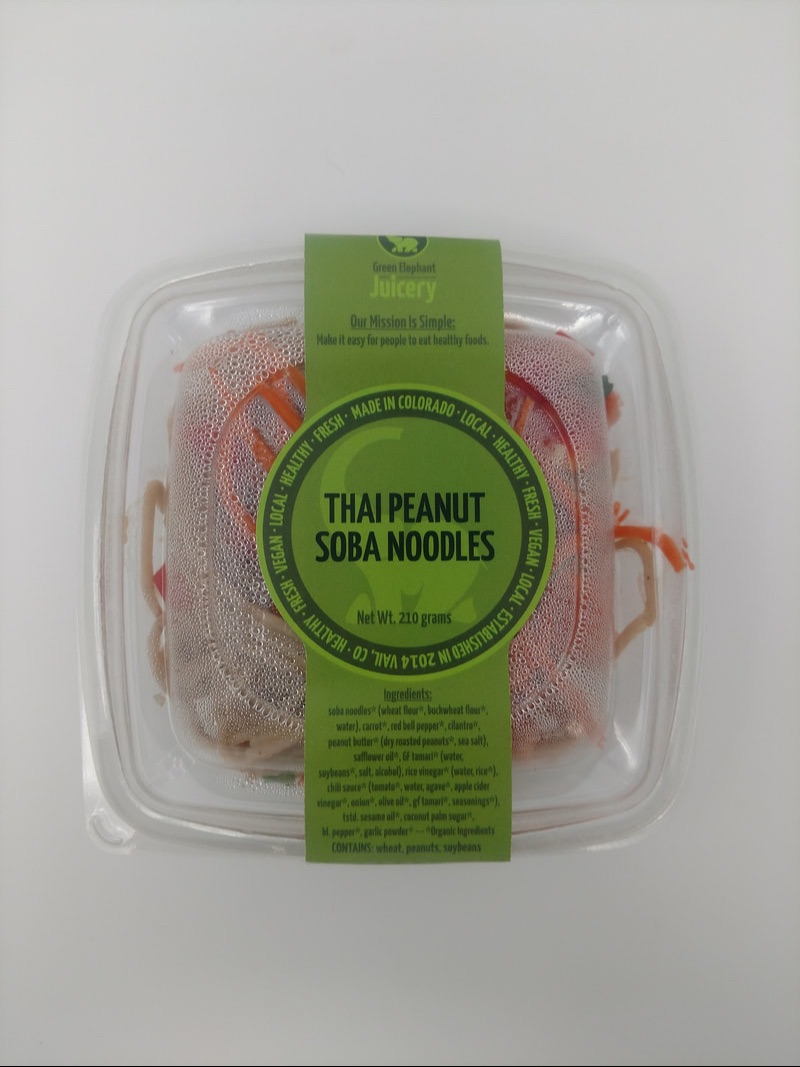 Green Elephant
Juicery
Our Mission Is Simple:
Make it easy for people to eat healthy foods.
MADE IN COLORADO · LOCAL · HEALTHY · FRESH · VEGAN · LOCAL · ESTABLISHED IN 2014 VAIL, CO · HEALTHY · FRESH · VEGAN · LOCAL · HEALTHY · FRESH ·
THAI PEANUT
SOBA NOODLES
Net Wt. 210 grams
Ingredients:
soba noodles* (wheat flour*, buckwheat flour*,
water), carrot*, red bell pepper*, cilantro*,
peanut butter* (dry roasted peanuts*, sea salt),
safflower oil*, Gf tamari* (water,
soybeans*, salt, alcohol), rice vinegar* (water, rice*),
chili sauce* (tomato*, water, agave*, apple cider
vinegar*, onion*, olive oil*, gf tamari*, seasonings*),
tstd. sesame oil*, coconut palm sugar*,
bl. pepper*, garlic powder* --- *Organic Ingredients
CONTAINS: wheat, peanuts, soybeans